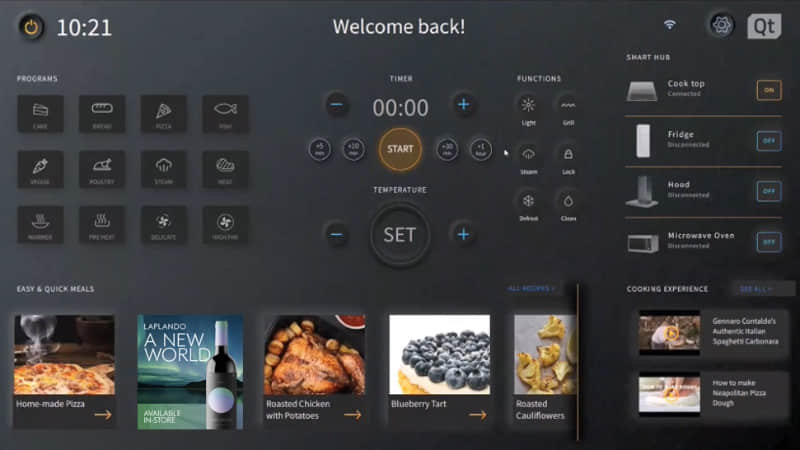 10:21
Welcome back!
Qt
PROGRAMS
CAKE
BREAD
PIZZA
FISH
VEGGIE
POULTRY
STEAM
MEAT
WARMER
PRE HEAT
DELICATE
HIGH FAN
TIMER
00:00
+5
min
+10
min
START
+30
min
+1
hour
TEMPERATURE
SET
FUNCTIONS
Light
Grill
Steam
Lock
Defrost
Clean
SMART HUB
Cook top
Connected
ON
Fridge
Disconnected
OFF
Hood
Disconnected
OFF
Microwave Oven
Disconnected
OFF
EASY & QUICK MEALS
ALL RECIPES >
Home-made Pizza
LAPLANDO
A NEW
WORLD
AVAILABLE
IN-STORE
Roasted Chicken
with Potatoes
Blueberry Tart
Roasted
Cauliflowers
COOKING EXPERIENCE
SEE ALL >
Gennaro Contaldo's
Authentic Italian
Spaghetti Carbonara
How to make
Neapolitan Pizza
Dough